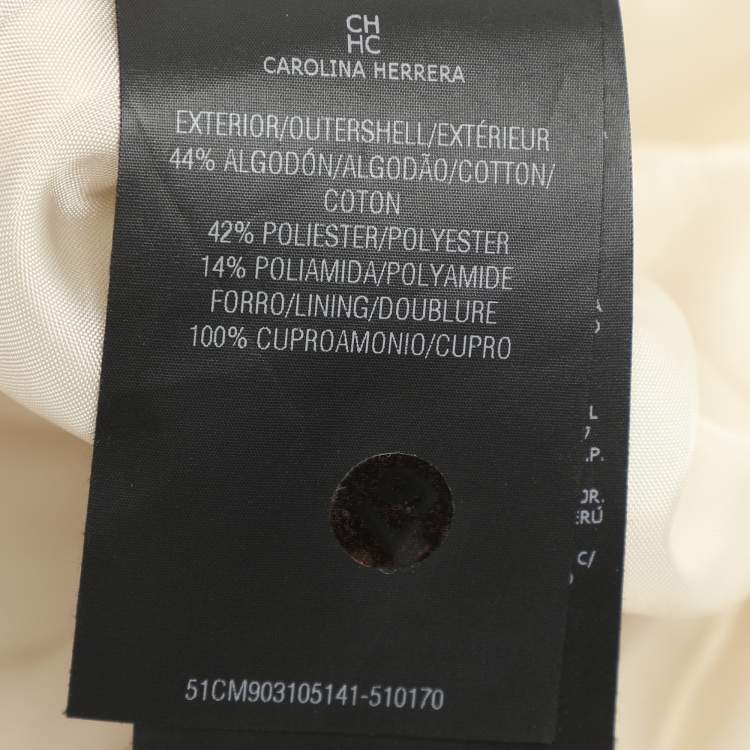 CH
HC
CAROLINA HERRERA
EXTERIOR/OUTERSHELL/EXTÉRIEUR
44% ALGODÓN/ALGODÃO/COTTON/
COTON
42% POLIESTER/POLYESTER
14% POLIAMIDA/POLYAMIDE
FORRO/LINING/DOUBLURE
100% CUPROAMONIO/CUPRO
51CM903105141-510170